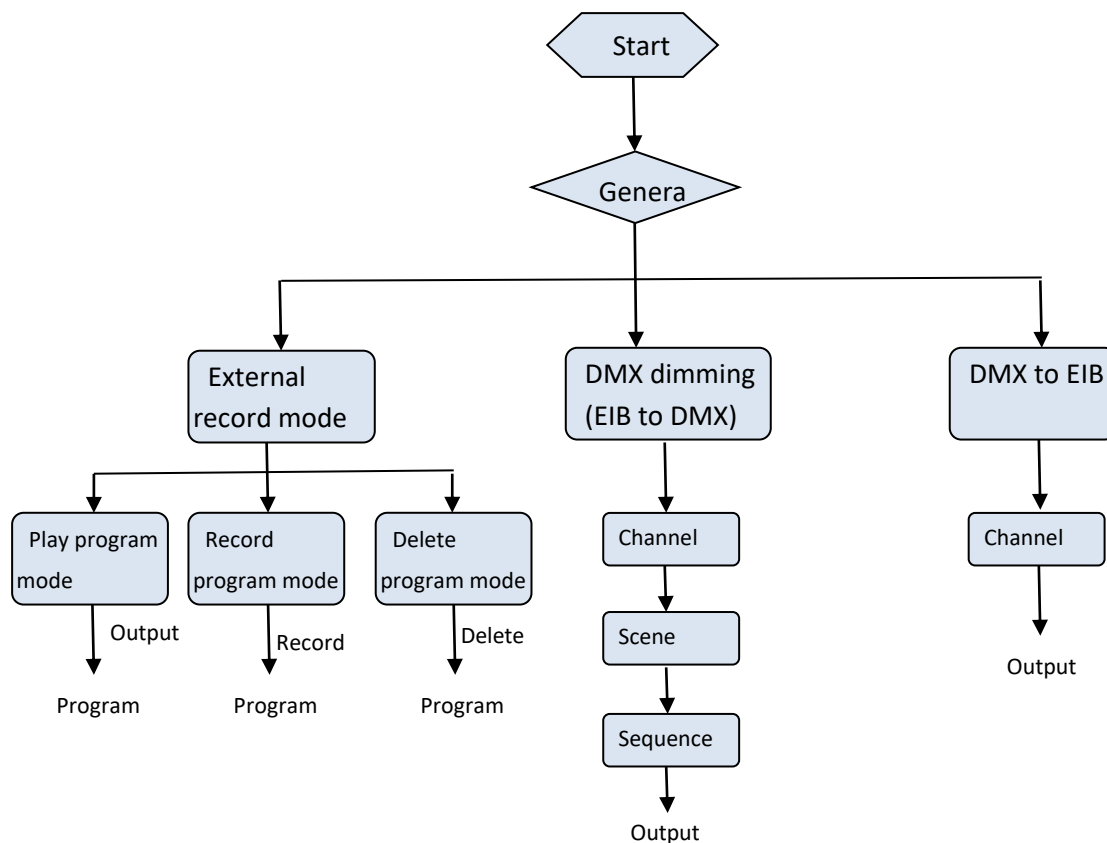 Start
Genera
External
record mode
DMX dimming
(EIB to DMX)
DMX to EIB
Play program
mode
Record
program mode
Delete
program mode
Channel
Channel
Output
Record
Delete
Scene
Program
Program
Program
Output
Sequence
Output